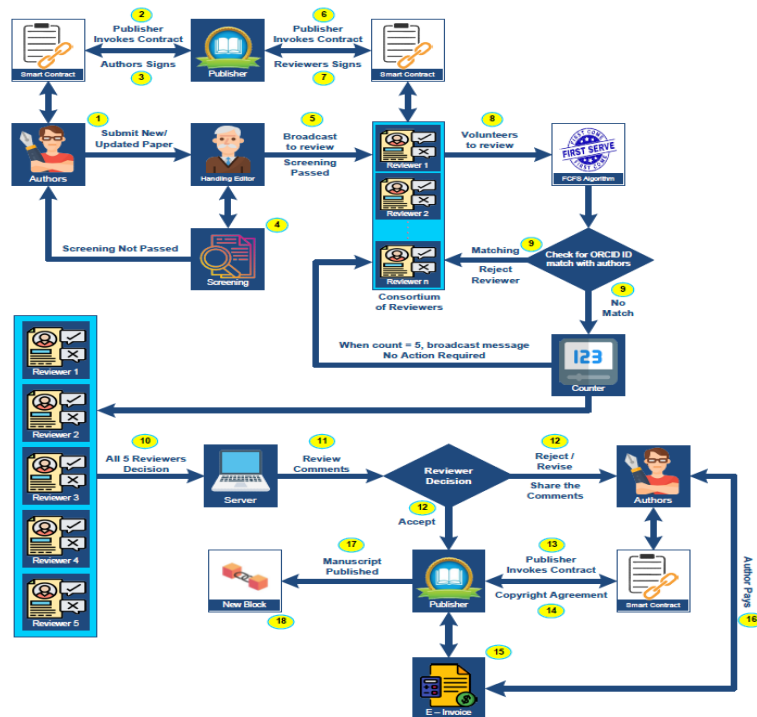 2
Publisher
Invokes Contract
Authors Signs
3
Smart Contract
Publisher
6
Publisher
Invokes Contract
Reviewers Signs
7
Smart Contract
1
Authors
Submit New/
Updated Paper
Handling Editor
5
Broadcast
to review
Screening
Passed
Reviewer 1
Reviewer 2
Reviewer n
Consortium
of Reviewers
8
Volunteers
to review
FIRST COME
FIRST SERVE
FIRST COME
FCFS Algorithm
4
Screening
Screening Not Passed
Matching
9
Reject
Reviewer
Check for ORCID ID
match with authors
9
No
Match
When count = 5, broadcast message
No Action Required
123
Counter
Reviewer 1
Reviewer 2
Reviewer 3
Reviewer 4
Reviewer 5
10
All 5 Reviewers
Decision
Server
11
Review
Comments
Reviewer
Decision
12
Reject /
Revise
Share the
Comments
Authors
12
Accept
17
Manuscript
Published
New Block
18
Publisher
13
Publisher
Invokes Contract
Copyright Agreement
14
Smart Contract
Author Pays
16
15
E – Invoice